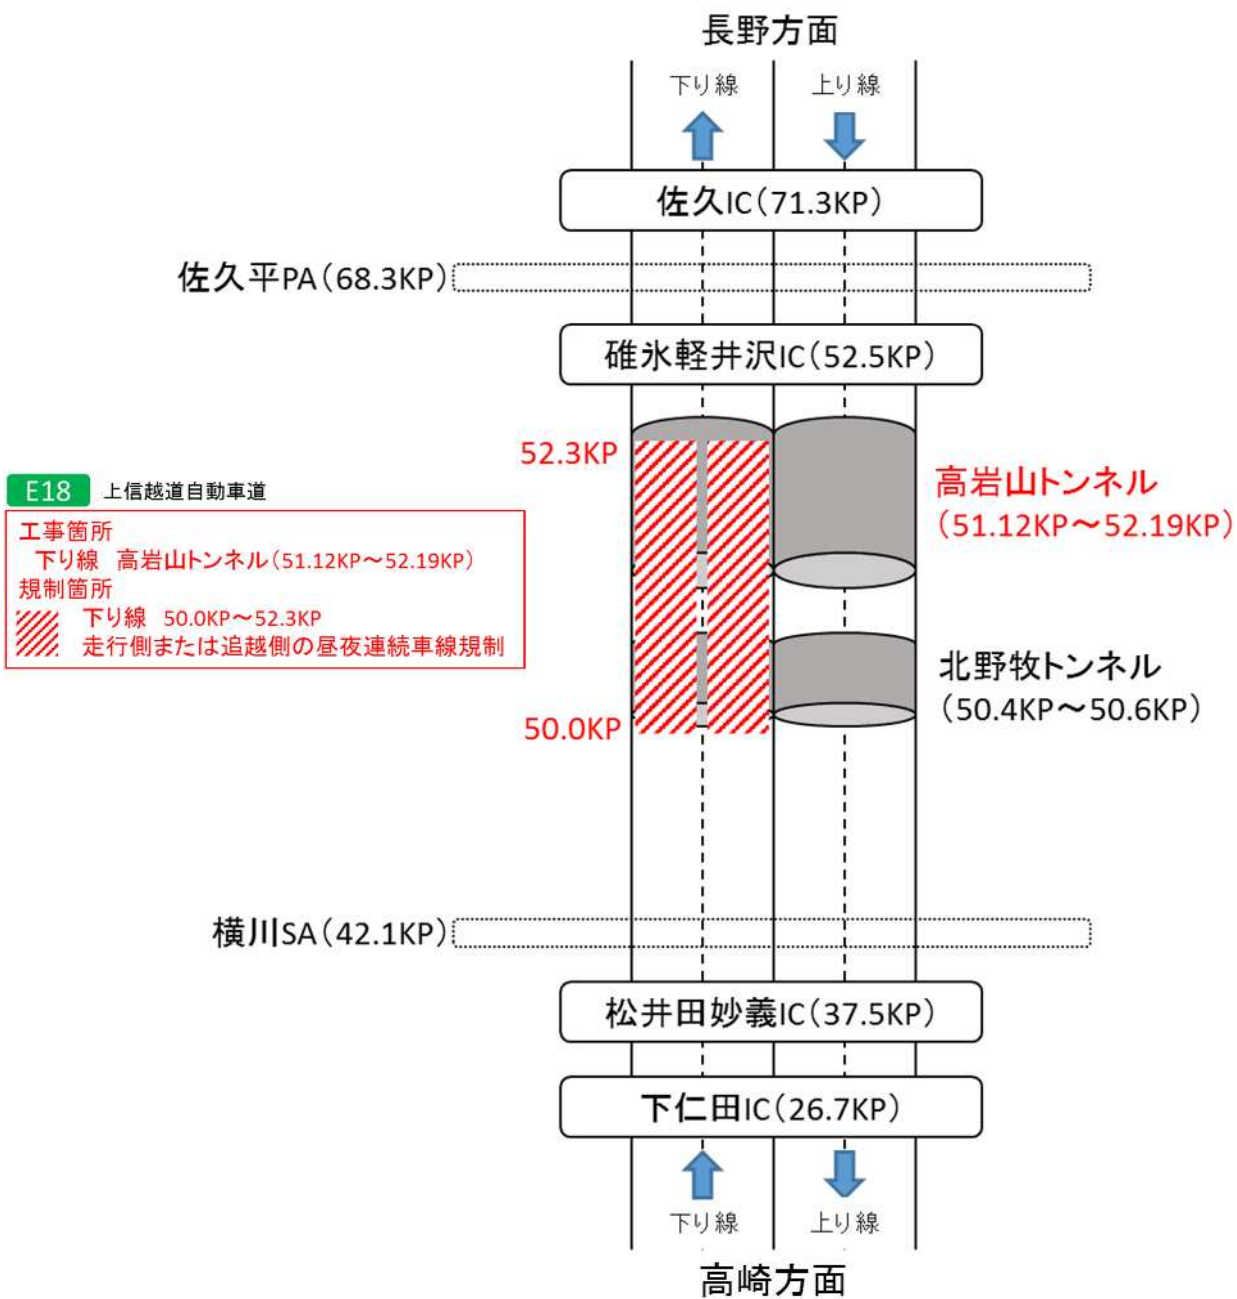 長野方面
下り線
上り線
佐久IC（71.3KP）
佐久平PA（68.3KP）
碓氷軽井沢IC（52.5KP）
52.3KP
高岩山トンネル
（51.12KP～52.19KP）
E18 上信越道自動車道
工事箇所
下り線 高岩山トンネル（51.12KP～52.19KP）
規制箇所
下り線 50.0KP～52.3KP
走行側または追越側の昼夜連続車線規制
北野牧トンネル
（50.4KP～50.6KP）
50.0KP
横川SA（42.1KP）
松井田妙義IC（37.5KP）
下仁田IC（26.7KP）
下り線
上り線
高崎方面